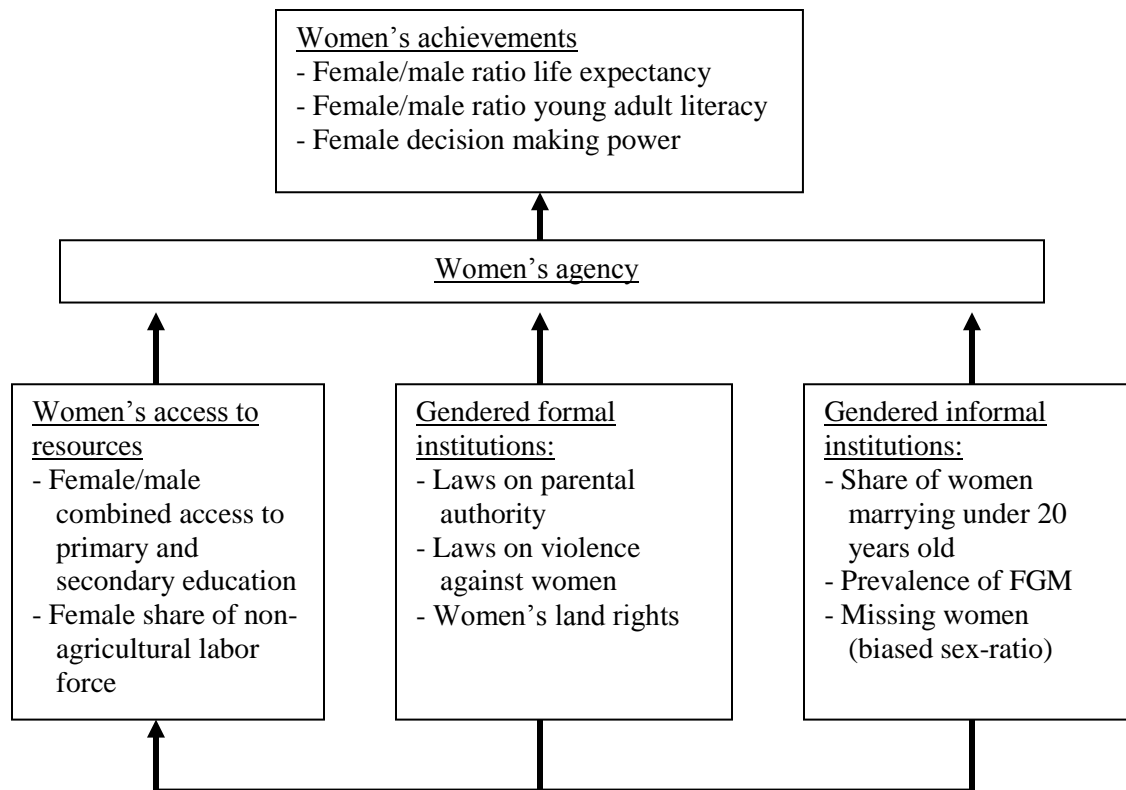 Women’s achievements
- Female/male ratio life expectancy
- Female/male ratio young adult literacy
- Female decision making power
Women’s agency
Women’s access to
resources
- Female/male
combined access to
primary and
secondary education
- Female share of non-
agricultural labor
force
Gendered formal
institutions:
- Laws on parental
authority
- Laws on violence
against women
- Women’s land rights
Gendered informal
institutions:
- Share of women
marrying under 20
years old
- Prevalence of FGM
- Missing women
(biased sex-ratio)